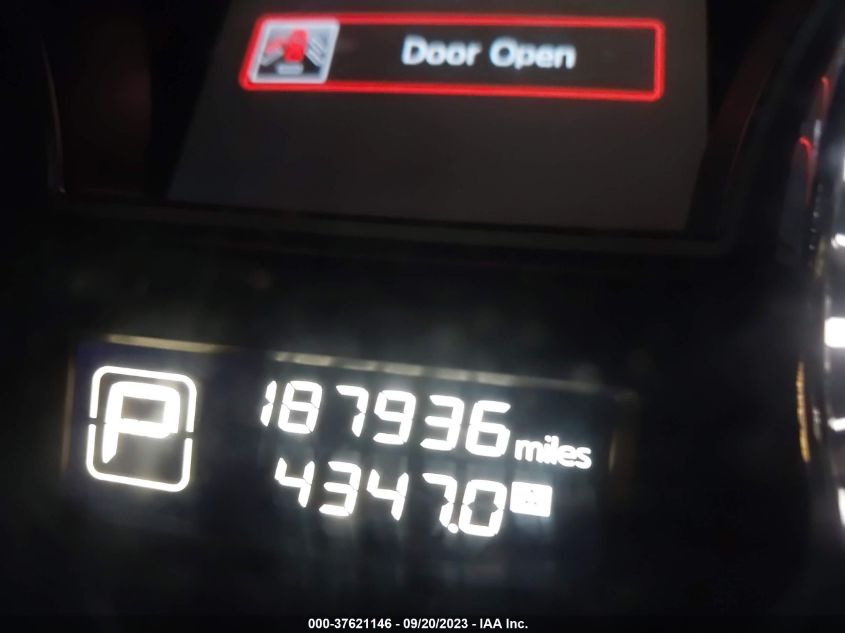 Door Open
P
187936 miles
4347.0
000-37621146 - 09/20/2023 - IAA Inc.